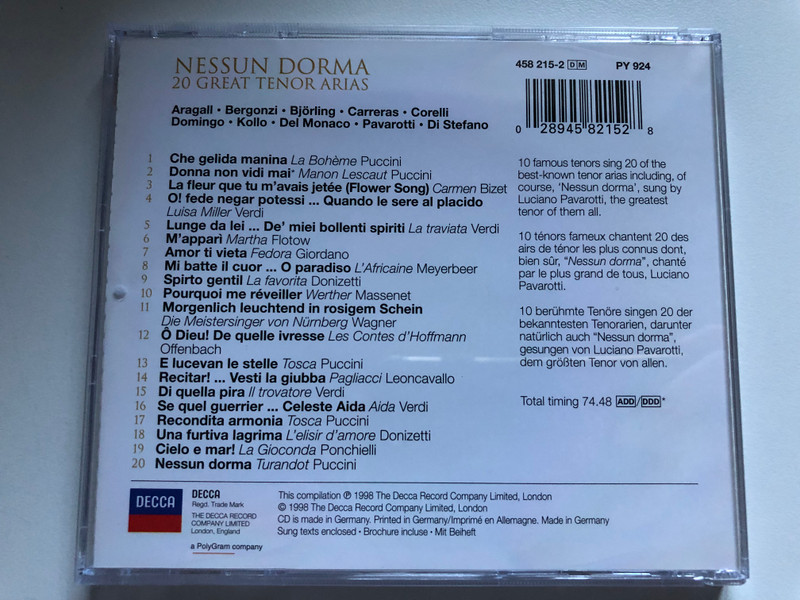 NESSUN DORMA
20 GREAT TENOR ARIAS
Aragall • Bergonzi • Björling • Carreras • Corelli
Domingo • Kollo • Del Monaco • Pavarotti • Di Stefano
1 Che gelida manina La Bohème Puccini
2 Donna non vidi mai* Manon Lescaut Puccini
3 La fleur que tu m'avais jetée (Flower Song) Carmen Bizet
4 O! fede negar potessi ... Quando le sere al placido
Luisa Miller Verdi
5 Lunge da lei ... De' miei bollenti spiriti La traviata Verdi
6 M'apparì Martha Flotow
7 Amor ti vieta Fedora Giordano
8 Mi batte il cuor ... O paradiso L'Africaine Meyerbeer
9 Spirto gentil La favorita Donizetti
10 Pourquoi me réveiller Werther Massenet
11 Morgenlich leuchtend in rosigem Schein
Die Meistersinger von Nürnberg Wagner
12 Ô Dieu! De quelle ivresse Les Contes d'Hoffmann
Offenbach
13 E lucevan le stelle Tosca Puccini
14 Recitar! ... Vesti la giubba Pagliacci Leoncavallo
15 Di quella pira Il trovatore Verdi
16 Se quel guerrier ... Celeste Aida Aida Verdi
17 Recondita armonia Tosca Puccini
18 Una furtiva lagrima L'elisir d'amore Donizetti
19 Cielo e mar! La Gioconda Ponchielli
20 Nessun dorma Turandot Puccini
458 215-2 DM PY 924
0 28945 82152 8
10 famous tenors sing 20 of the
best-known tenor arias including, of
course, 'Nessun dorma', sung by
Luciano Pavarotti, the greatest
tenor of them all.
10 ténors fameux chantent 20 des
airs de ténor les plus connus dont,
bien sûr, "Nessun dorma", chanté
par le plus grand de tous, Luciano
Pavarotti.
10 berühmte Tenöre singen 20 der
bekanntesten Tenorarien, darunter
natürlich auch "Nessun dorma",
gesungen von Luciano Pavarotti,
dem größten Tenor von allen.
Total timing 74.48 ADD/DDD*
DECCA
DECCA
Regd. Trade Mark
THE DECCA RECORD
COMPANY LIMITED
London, England
a PolyGram company
This compilation ℗ 1998 The Decca Record Company Limited, London
© 1998 The Decca Record Company Limited, London
CD is made in Germany. Printed in Germany/Imprimé en Allemagne. Made in Germany
Sung texts enclosed • Brochure incluse • Mit Beiheft